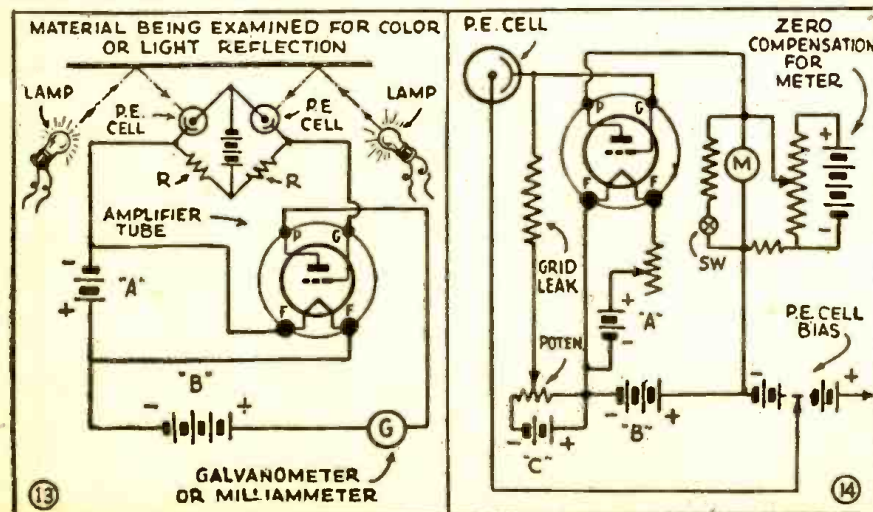 MATERIAL BEING EXAMINED FOR COLOR
OR LIGHT REFLECTION
LAMP
P.E.
CELL
P.E.
CELL
LAMP
R
R
AMPLIFIER
TUBE
P
G
F
F
-
+
"A"
"B"
-
+
G
GALVANOMETER
OR MILLIAMMETER
13
P.E. CELL
ZERO
COMPENSATION
FOR
METER
P
G
F
F
M
+
-
SW
GRID
LEAK
+
"A"
-
POTEN.
P.E. CELL
BIAS
-
+
"C"
-
"B"
+
-
+
14